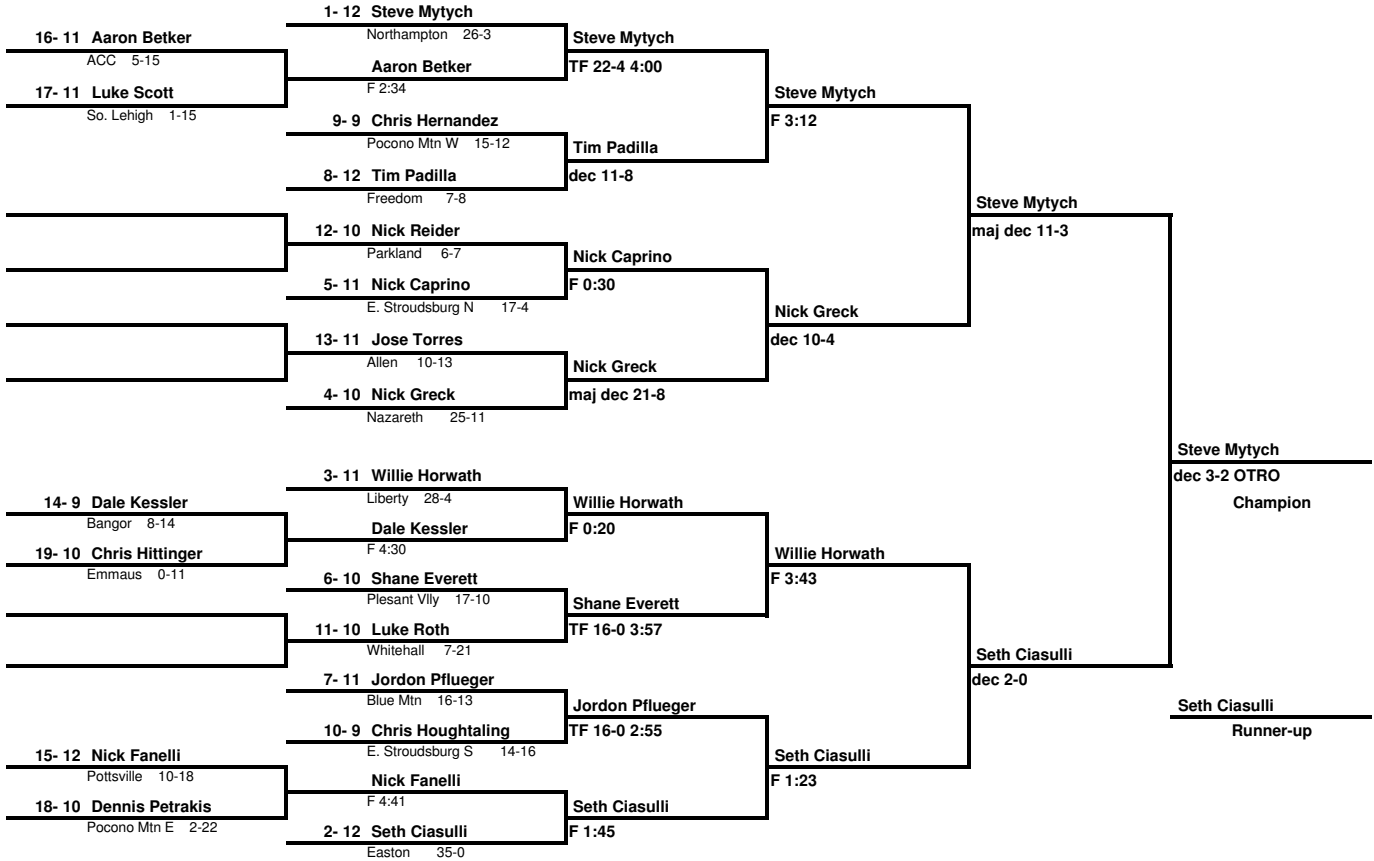 1- 12 Steve Mytych
Northampton 26-3
16- 11 Aaron Betker
ACC 5-15
Aaron Betker
F 2:34
17- 11 Luke Scott
So. Lehigh 1-15
Steve Mytych
TF 22-4 4:00
9- 9 Chris Hernandez
Pocono Mtn W 15-12
Tim Padilla
dec 11-8
8- 12 Tim Padilla
Freedom 7-8
Steve Mytych
F 3:12
12- 10 Nick Reider
Parkland 6-7
Nick Caprino
F 0:30
5- 11 Nick Caprino
E. Stroudsburg N 17-4
Nick Greck
dec 10-4
13- 11 Jose Torres
Allen 10-13
Nick Greck
maj dec 21-8
4- 10 Nick Greck
Nazareth 25-11
Steve Mytych
maj dec 11-3
Steve Mytych
dec 3-2 OTRO
Champion
3- 11 Willie Horwath
Liberty 28-4
14- 9 Dale Kessler
Bangor 8-14
Dale Kessler
F 4:30
19- 10 Chris Hittinger
Emmaus 0-11
Willie Horwath
F 0:20
6- 10 Shane Everett
Plesant Vlly 17-10
Shane Everett
TF 16-0 3:57
11- 10 Luke Roth
Whitehall 7-21
Willie Horwath
F 3:43
7- 11 Jordon Pflueger
Blue Mtn 16-13
Jordon Pflueger
TF 16-0 2:55
10- 9 Chris Houghtaling
E. Stroudsburg S 14-16
15- 12 Nick Fanelli
Pottsville 10-18
Nick Fanelli
F 4:41
18- 10 Dennis Petrakis
Pocono Mtn E 2-22
Seth Ciasulli
F 1:45
2- 12 Seth Ciasulli
Easton 35-0
Seth Ciasulli
F 1:23
Seth Ciasulli
dec 2-0
Seth Ciasulli
Runner-up